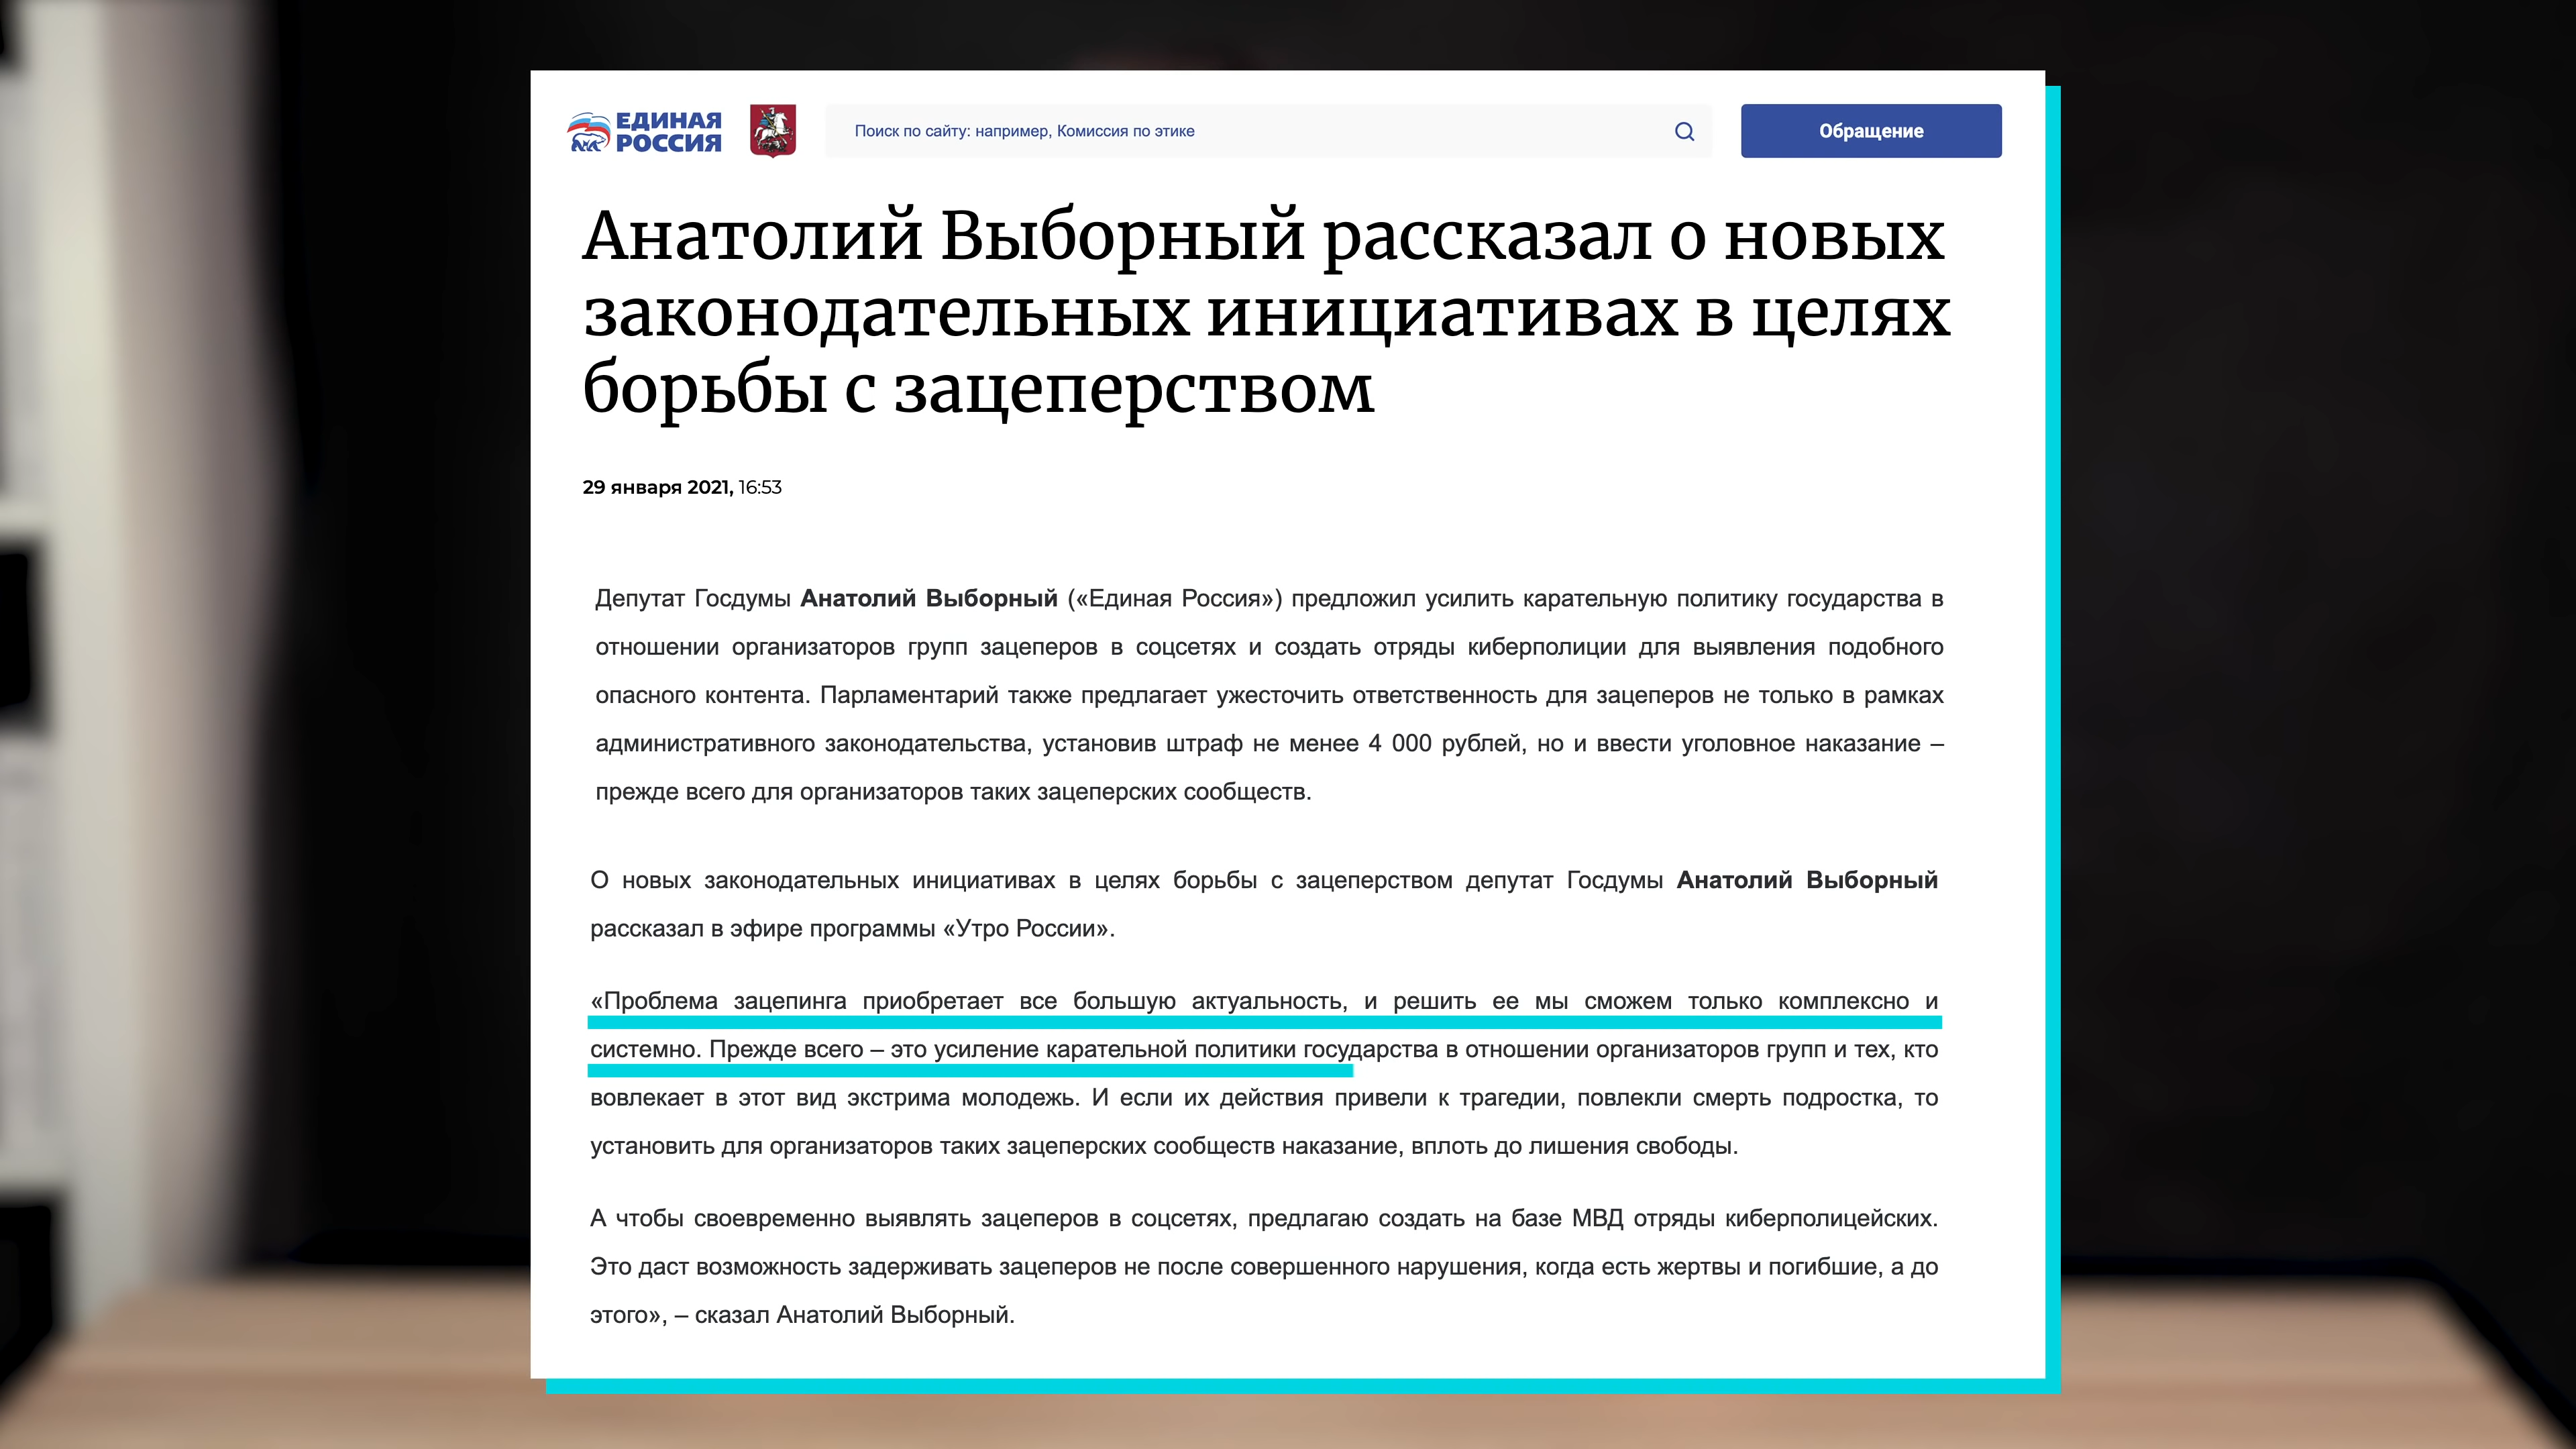 ЕДИНАЯ
РОССИЯ
Поиск по сайту: например, Комиссия по этике
Обращение
Анатолий Выборный рассказал о новых
законодательных инициативах в целях
борьбы с зацеперством
29 января 2021, 16:53
Депутат Госдумы Анатолий Выборный («Единая Россия») предложил усилить карательную политику государства в
отношении организаторов групп зацеперов в соцсетях и создать отряды киберполиции для выявления подобного
опасного контента. Парламентарий также предлагает ужесточить ответственность для зацеперов не только в рамках
административного законодательства, установив штраф не менее 4 000 рублей, но и ввести уголовное наказание –
прежде всего для организаторов таких зацеперских сообществ.
О новых законодательных инициативах в целях борьбы с зацеперством депутат Госдумы Анатолий Выборный
рассказал в эфире программы «Утро России».
«Проблема зацепинга приобретает все большую актуальность, и решить ее мы сможем только комплексно и
системно. Прежде всего – это усиление карательной политики государства в отношении организаторов групп и тех, кто
вовлекает в этот вид экстрима молодежь. И если их действия привели к трагедии, повлекли смерть подростка, то
установить для организаторов таких зацеперских сообществ наказание, вплоть до лишения свободы.
А чтобы своевременно выявлять зацеперов в соцсетях, предлагаю создать на базе МВД отряды киберполицейских.
Это даст возможность задерживать зацеперов не после совершенного нарушения, когда есть жертвы и погибшие, а до
этого», – сказал Анатолий Выборный.